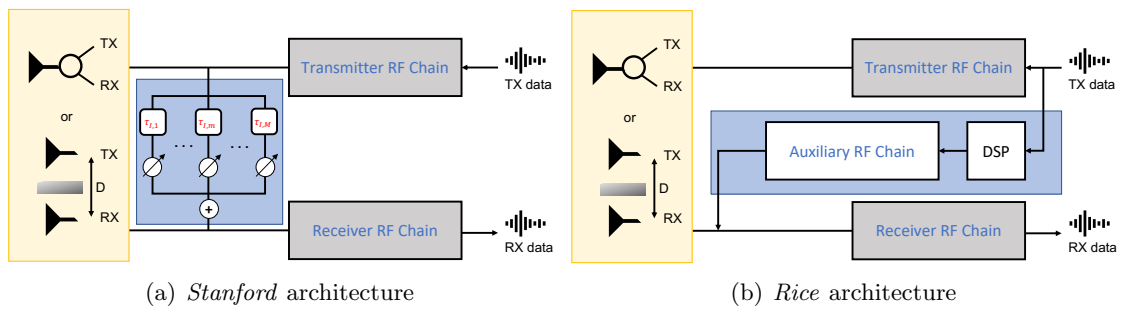 TX
RX
or
TX
D
RX
τ_{I,1}
τ_{I,m}
τ_{I,M}
...
...
+
Transmitter RF Chain
TX data
Receiver RF Chain
RX data
(a) Stanford architecture
TX
RX
or
TX
D
RX
Transmitter RF Chain
TX data
Auxiliary RF Chain
DSP
Receiver RF Chain
RX data
(b) Rice architecture